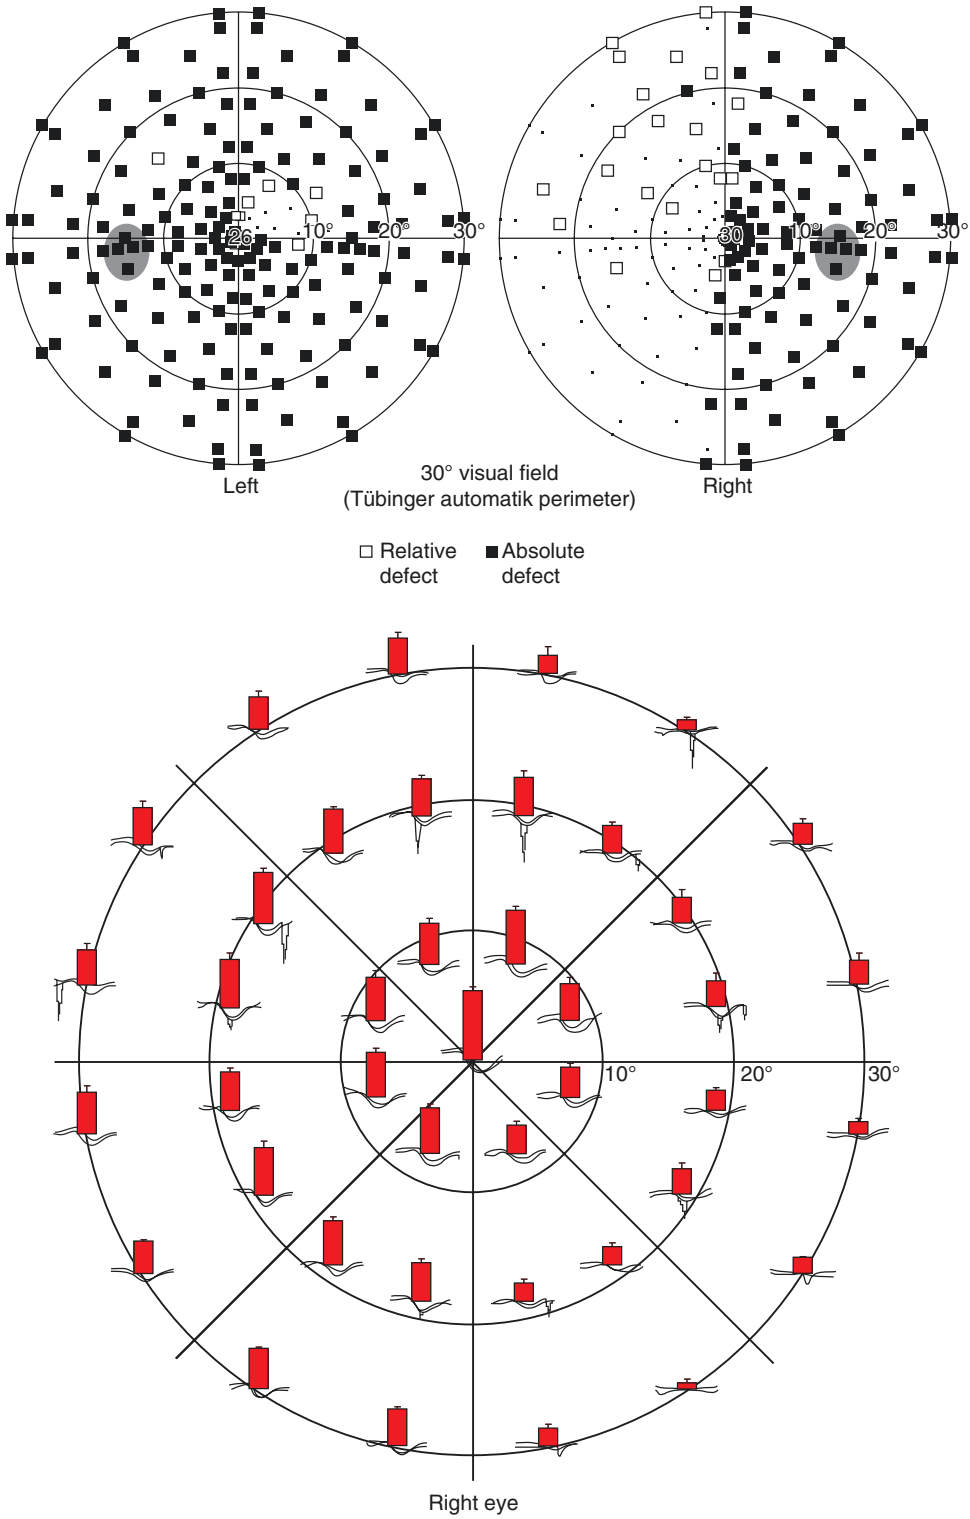 26
10°
20°
30°
30
10°
20°
30°
Left
30° visual field
(Tübinger automatik perimeter)
Right
Relative
defect
Absolute
defect
10°
20°
30°
Right eye